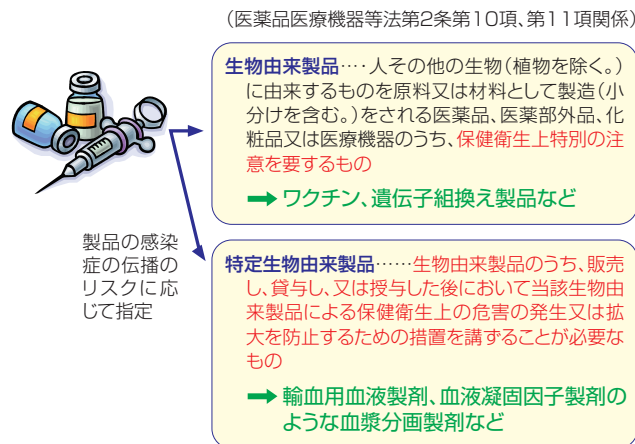 (医薬品医療機器等法第2条第10項、第11項関係)
生物由来製品‥‥人その他の生物(植物を除く。)
に由来するものを原料又は材料として製造(小
分けを含む。)をされる医薬品、医薬部外品、化
粧品又は医療機器のうち、保健衛生上特別の注
意を要するもの
➡ ワクチン、遺伝子組換え製品など
製品の感染
症の伝播の
リスクに応
じて指定
特定生物由来製品……生物由来製品のうち、販売
し、貸与し、又は授与した後において当該生物由
来製品による保健衛生上の危害の発生又は拡
大を防止するための措置を講ずることが必要な
もの
➡ 輸血用血液製剤、血液凝固因子製剤の
ような血漿分画製剤など